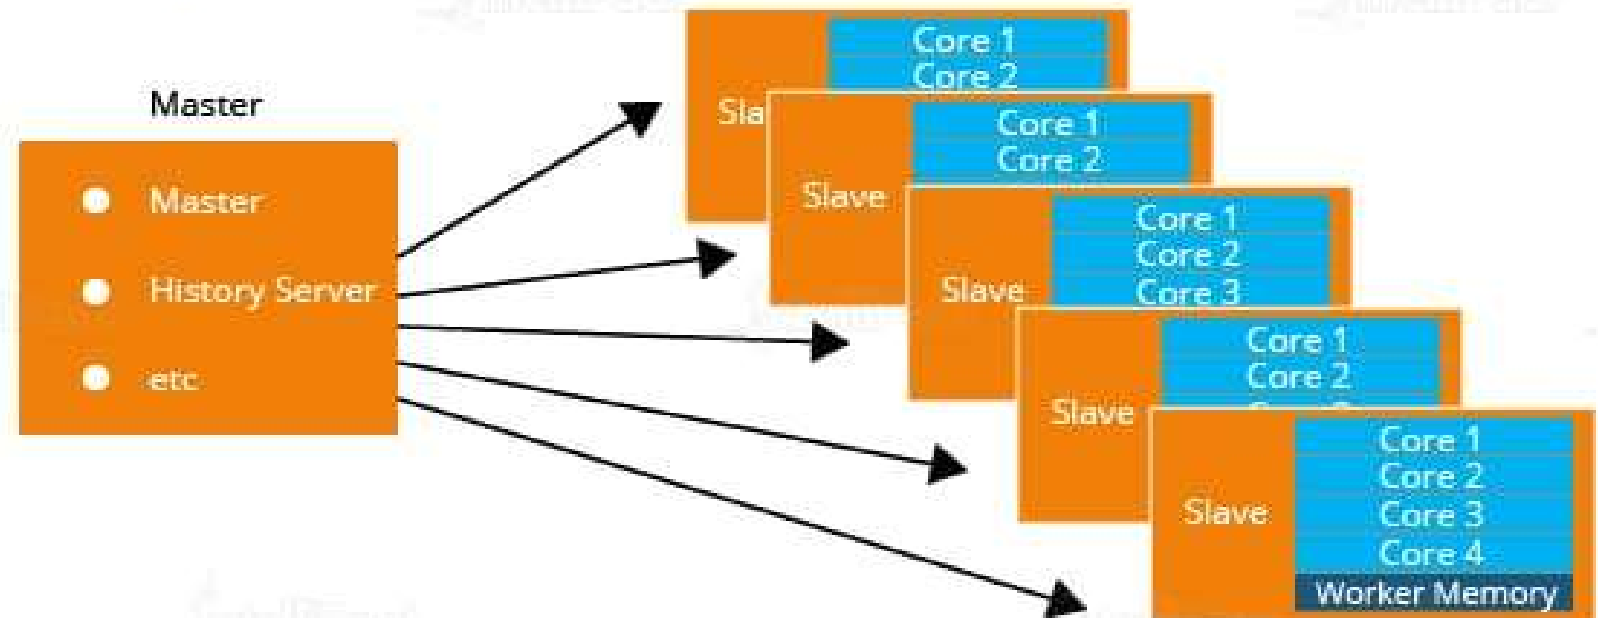 Master
Master
History Server
etc
Core 1
Core 2
Sla
Core 1
Core 2
Slave
Core 1
Core 2
Core 3
Slave
Core 1
Core 2
Slave
Core 1
Core 2
Core 3
Core 4
Slave
Worker Memory